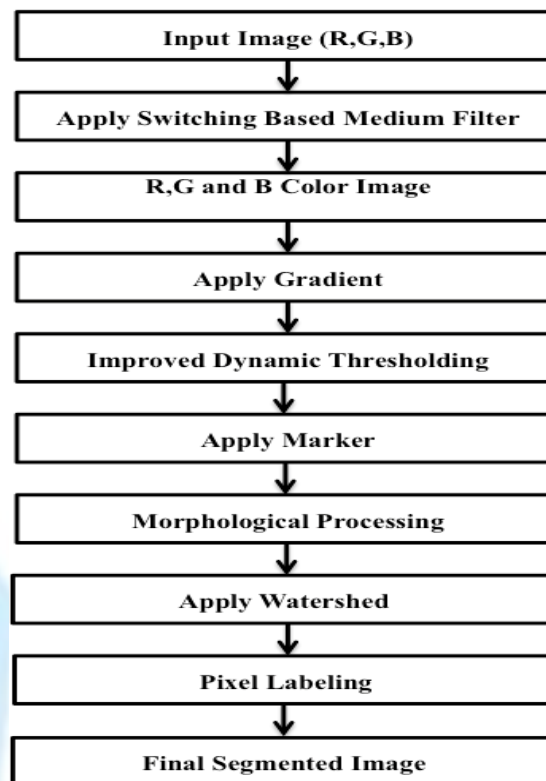 Input Image (R,G,B)
Apply Switching Based Medium Filter
R,G and B Color Image
Apply Gradient
Improved Dynamic Thresholding
Apply Marker
Morphological Processing
Apply Watershed
Pixel Labeling
Final Segmented Image